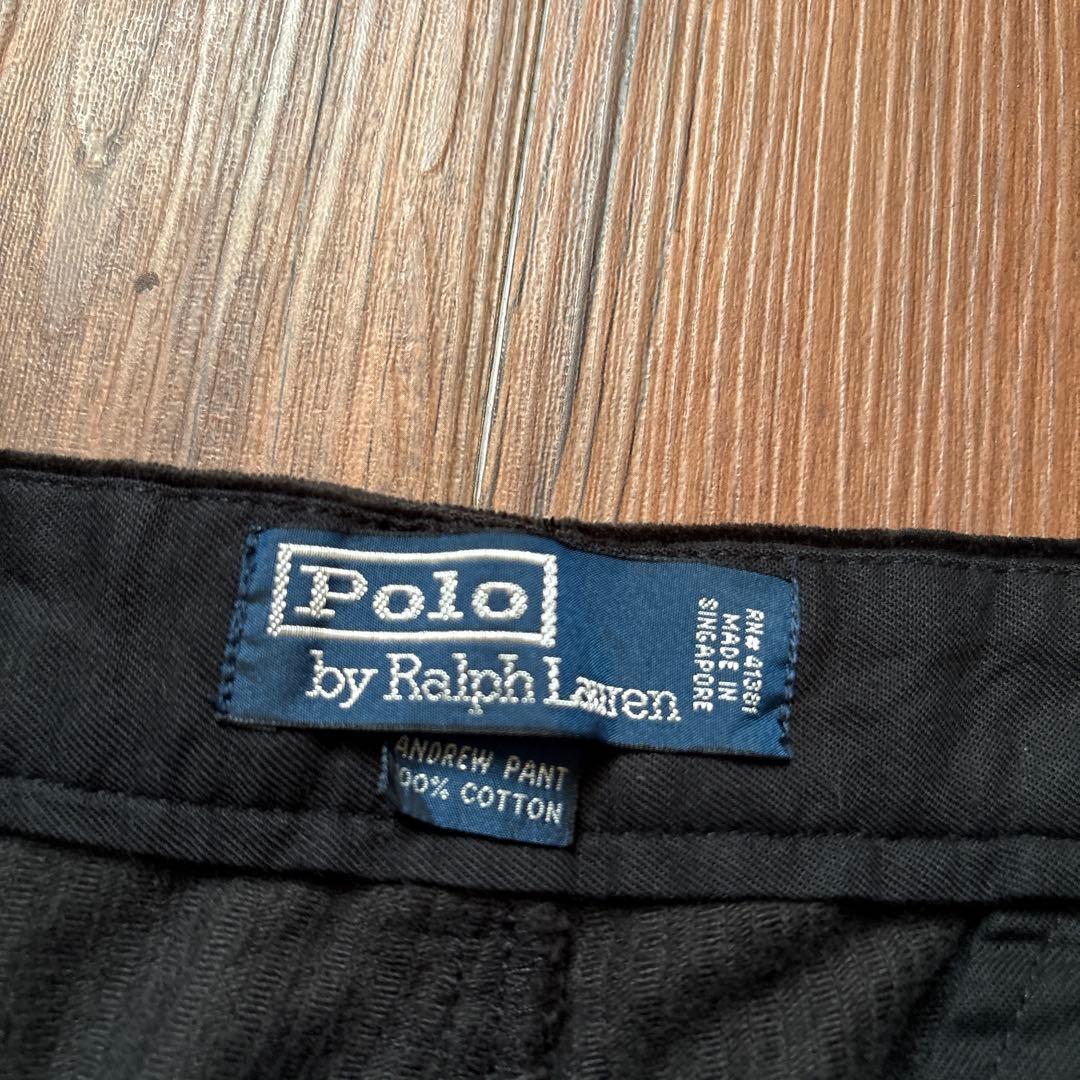 Polo
by Ralph Lauren
RN# 41381
MADE IN
SINGAPORE
ANDREW PANT
100% COTTON